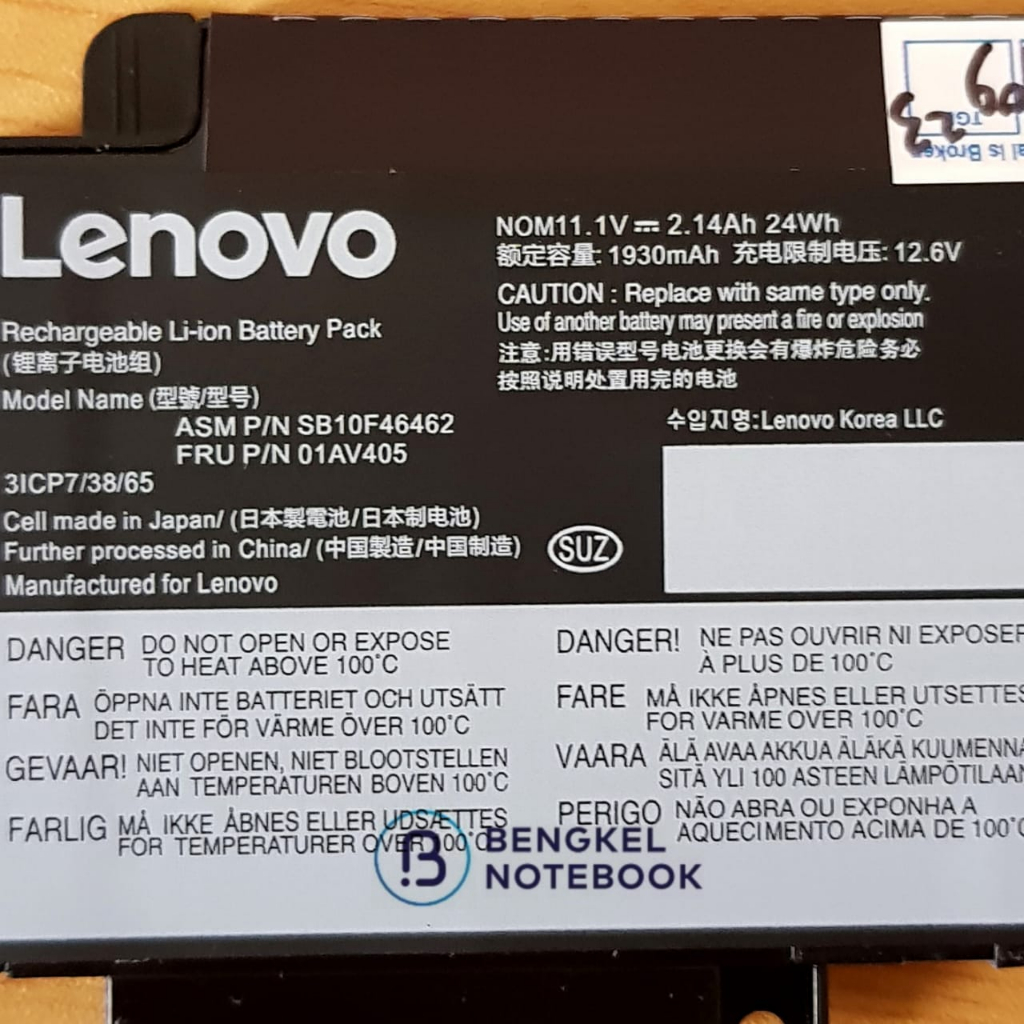 Lenovo
Rechargeable Li-ion Battery Pack
(锂离子电池组)
Model Name (型號/型号)
ASM P/N SB10F46462
FRU P/N 01AV405
3ICP7/38/65
Cell made in Japan/ (日本製電池/日本制电池)
Further processed in China/ (中国製造/中国制造)
Manufactured for Lenovo
SUZ
NOM11.1V⎓ 2.14Ah 24Wh
额定容量: 1930mAh 充电限制电压: 12.6V
CAUTION : Replace with same type only.
Use of another battery may present a fire or explosion
注意:用错误型号电池更换会有爆炸危险务必
按照说明处置用完的电池
수입지명:Lenovo Korea LLC
is Broke
23
DANGER DO NOT OPEN OR EXPOSE
TO HEAT ABOVE 100°C
FARA ÖPPNA INTE BATTERIET OCH UTSÄTT
DET INTE FÖR VÄRME ÖVER 100°C
GEVAAR! NIET OPENEN, NIET BLOOTSTELLEN
AAN TEMPERATUREN BOVEN 100°C
FARLIG MÅ IKKE ÅBNES ELLER UDSÆTTES
FOR TEMPERATURER OVER 100°C
DANGER! NE PAS OUVRIR NI EXPOSER
À PLUS DE 100°C
FARE MÅ IKKE ÅPNES ELLER UTSETTES
FOR VARME OVER 100°C
VAARA ÄLÄ AVAA AKKUA ÄLÄKÄ KUUMENNA
SITÄ YLI 100 ASTEEN LÄMPÖTILAAN
PERIGO NÃO ABRA OU EXPONHA A
AQUECIMENTO ACIMA DE 100°C
BENGKEL
NOTEBOOK